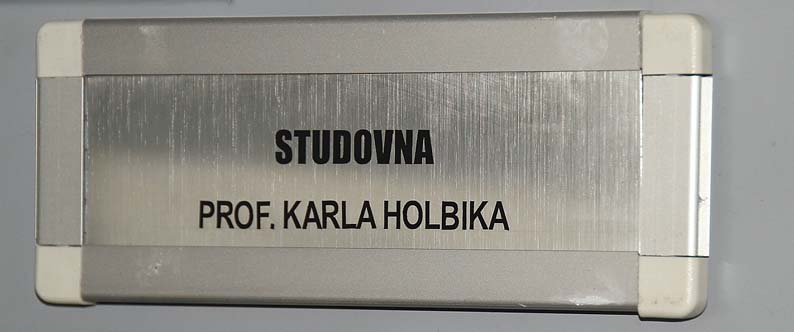 STUDOVNA
PROF. KARLA HOLBIKA